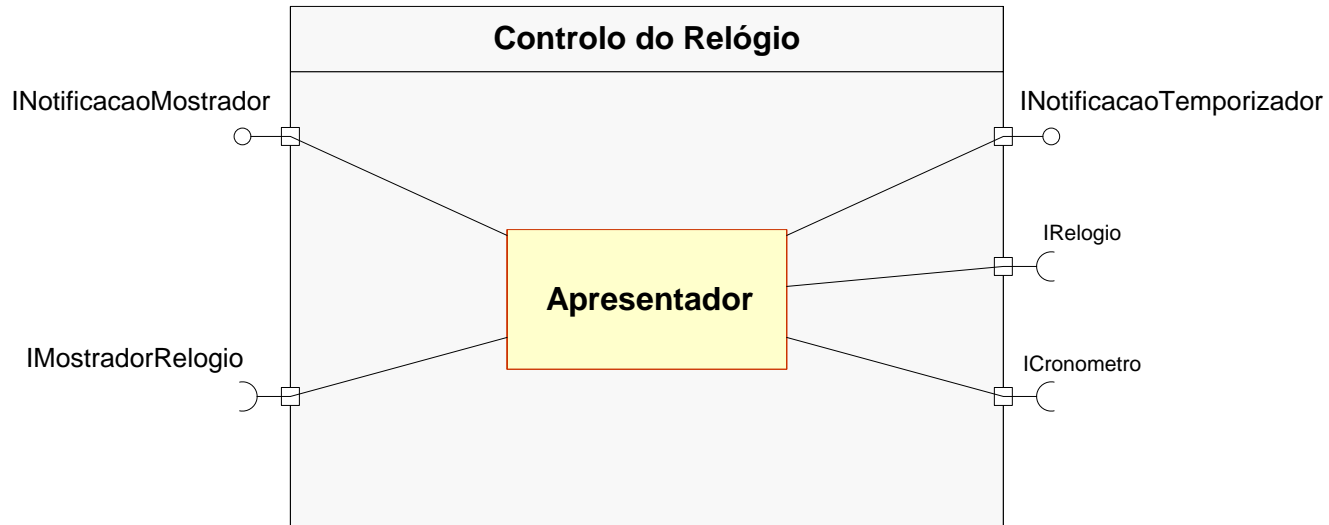 Controlo do Relógio
INotificacaoMostrador
INotificacaoTemporizador
IRelogio
Apresentador
IMostradorRelogio
ICronometro